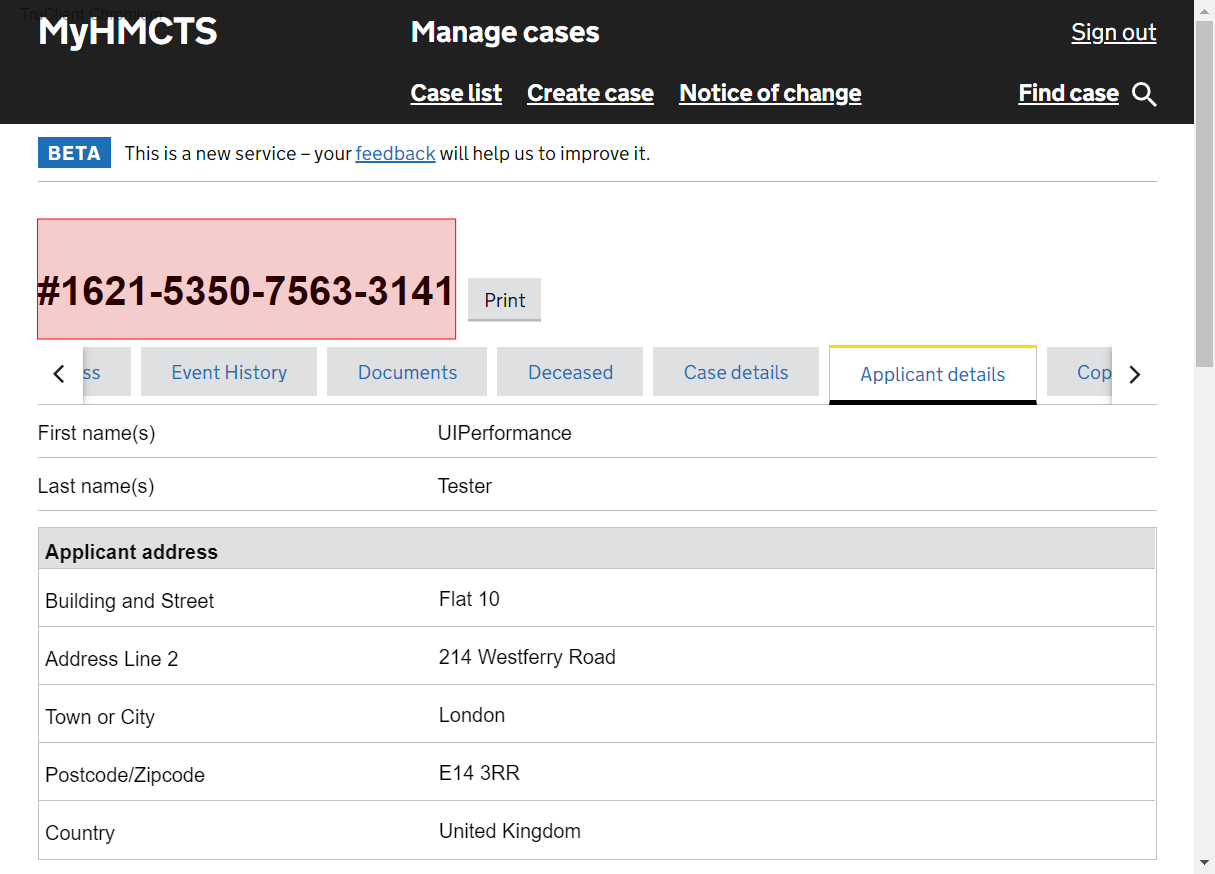 TruClient Chromium
MyHMCTS
Manage cases
Sign out
Case list
Create case
Notice of change
Find case
BETA
This is a new service – your feedback will help us to improve it.
#1621-5350-7563-3141
Print
ss
Event History
Documents
Deceased
Case details
Applicant details
Cop
First name(s) UIPerformance
Last name(s) Tester
Applicant address
Building and Street Flat 10
Address Line 2 214 Westferry Road
Town or City London
Postcode/Zipcode E14 3RR
Country United Kingdom